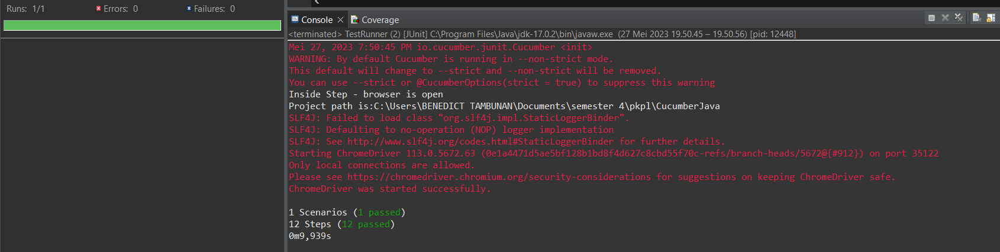 Runs: 1/1 Errors: 0 Failures: 0
Console Coverage
<terminated> TestRunner (2) [JUnit] C:\Program Files\Java\jdk-17.0.2\bin\javaw.exe (27 Mei 2023 19.50.45 – 19.50.56) [pid: 12448]
Mei 27, 2023 7:50:45 PM io.cucumber.junit.Cucumber <init>
WARNING: By default Cucumber is running in --non-strict mode.
This default will change to --strict and --non-strict will be removed.
You can use --strict or @CucumberOptions(strict = true) to suppress this warning
Inside Step - browser is open
Project path is:C:\Users\BENEDICT TAMBUNAN\Documents\semester 4\pkpl\CucumberJava
SLF4J: Failed to load class "org.slf4j.impl.StaticLoggerBinder".
SLF4J: Defaulting to no-operation (NOP) logger implementation
SLF4J: See http://www.slf4j.org/codes.html#StaticLoggerBinder for further details.
Starting ChromeDriver 113.0.5672.63 (0e1a4471d5ae5bf128b1bd8f4d627c8cbd55f70c-refs/branch-heads/5672@{#912}) on port 35122
Only local connections are allowed.
Please see https://chromedriver.chromium.org/security-considerations for suggestions on keeping ChromeDriver safe.
ChromeDriver was started successfully.
1 Scenarios (1 passed)
12 Steps (12 passed)
0m9,939s